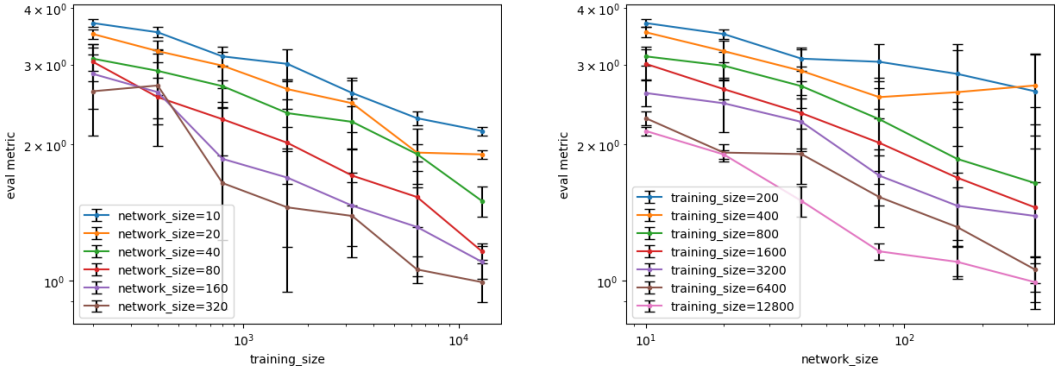 4 × 10⁰
3 × 10⁰
2 × 10⁰
10⁰
eval metric
network_size=10
network_size=20
network_size=40
network_size=80
network_size=160
network_size=320
10³
10⁴
training_size
4 × 10⁰
3 × 10⁰
2 × 10⁰
10⁰
eval metric
training_size=200
training_size=400
training_size=800
training_size=1600
training_size=3200
training_size=6400
training_size=12800
10¹
10²
network_size